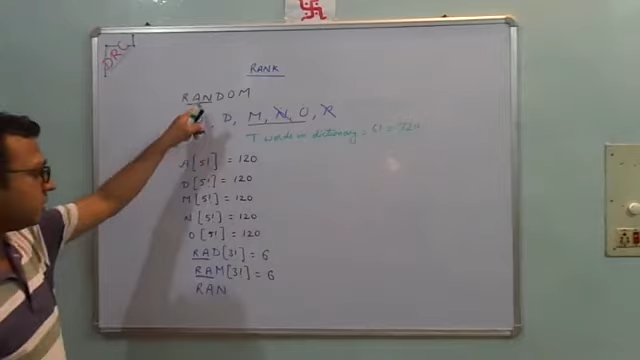 DRG
RANK
RANDOM
D, M, N, O, R
T words in dictionary = 6! = 720
A [5!] = 120
D [5!] = 120
M [5!] = 120
N [5!] = 120
O [5!] = 120
RAD [3!] = 6
RAM [3!] = 6
RAN